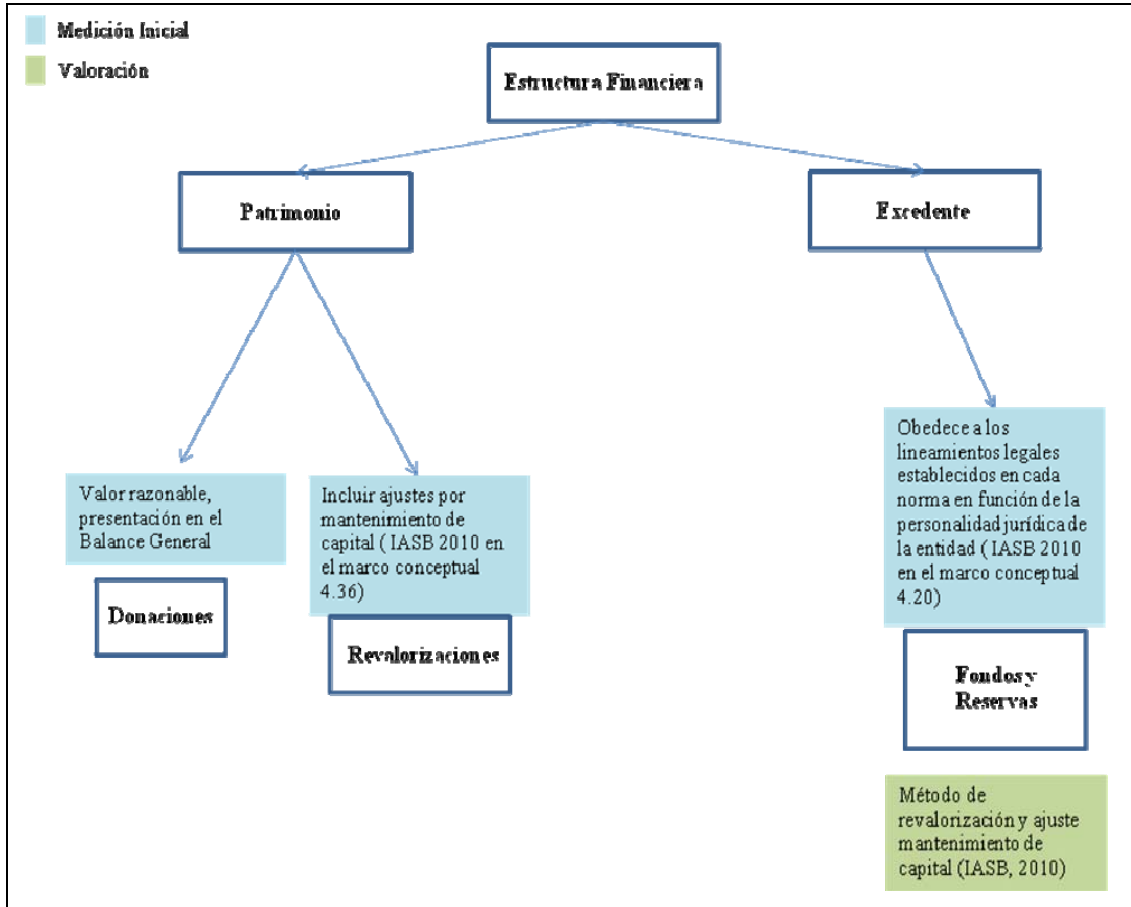 Medición Inicial
Valoración
Estructura Financiera
Patrimonio
Excedente
Valor razonable,
presentación en el
Balance General
Donaciones
Incluir ajustes por
mantenimiento de
capital ( IASB 2010 en
el marco conceptual
4.36)
Revalorizaciones
Obedece a los
lineamientos legales
establecidos en cada
norma en función de la
personalidad jurídica de
la entidad ( IASB 2010
en el marco conceptual
4.20)
Fondos y
Reservas
Método de
revalorización y ajuste
mantenimiento de
capital (IASB, 2010)